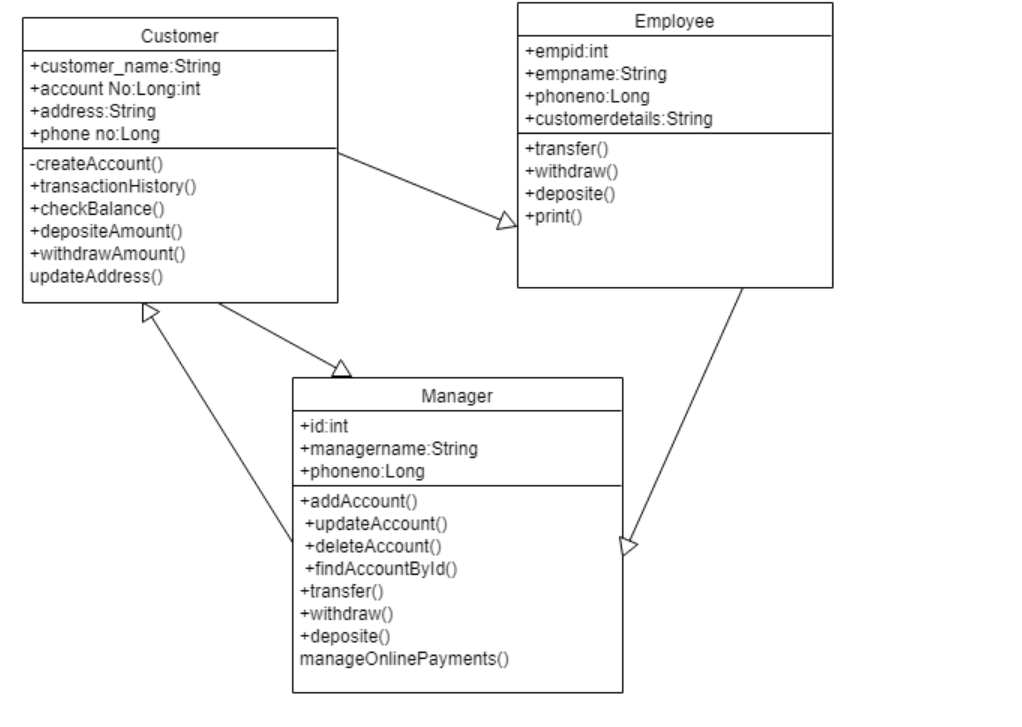 Customer
+customer_name:String
+account No:Long:int
+address:String
+phone no:Long
-createAccount()
+transactionHistory()
+checkBalance()
+depositeAmount()
+withdrawAmount()
updateAddress()
Employee
+empid:int
+empname:String
+phoneno:Long
+customerdetails:String
+transfer()
+withdraw()
+deposite()
+print()
Manager
+id:int
+managername:String
+phoneno:Long
+addAccount()
+updateAccount()
+deleteAccount()
+findAccountById()
+transfer()
+withdraw()
+deposite()
manageOnlinePayments()